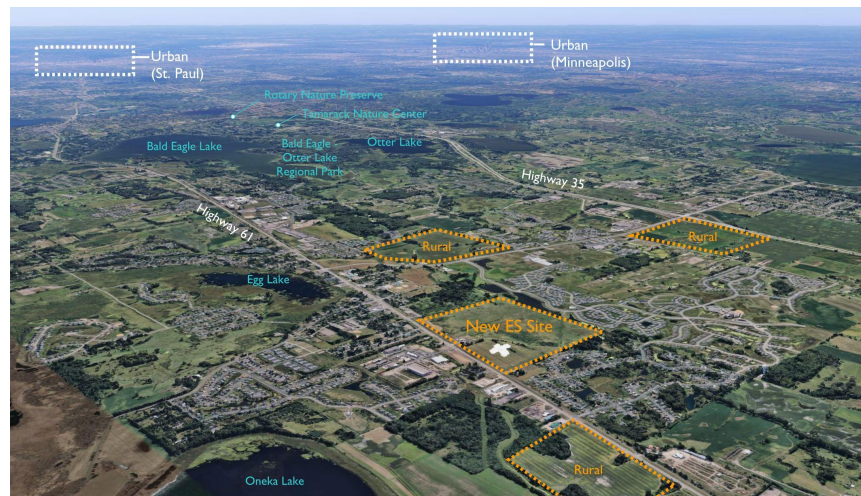 Urban
(St. Paul)
Urban
(Minneapolis)
Rotary Nature Preserve
Tamarack Nature Center
Bald Eagle Lake
Bald Eagle -
Otter Lake
Regional Park
Otter Lake
Highway 35
Highway 61
Rural
Rural
Egg Lake
New ES Site
Rural
Oneka Lake